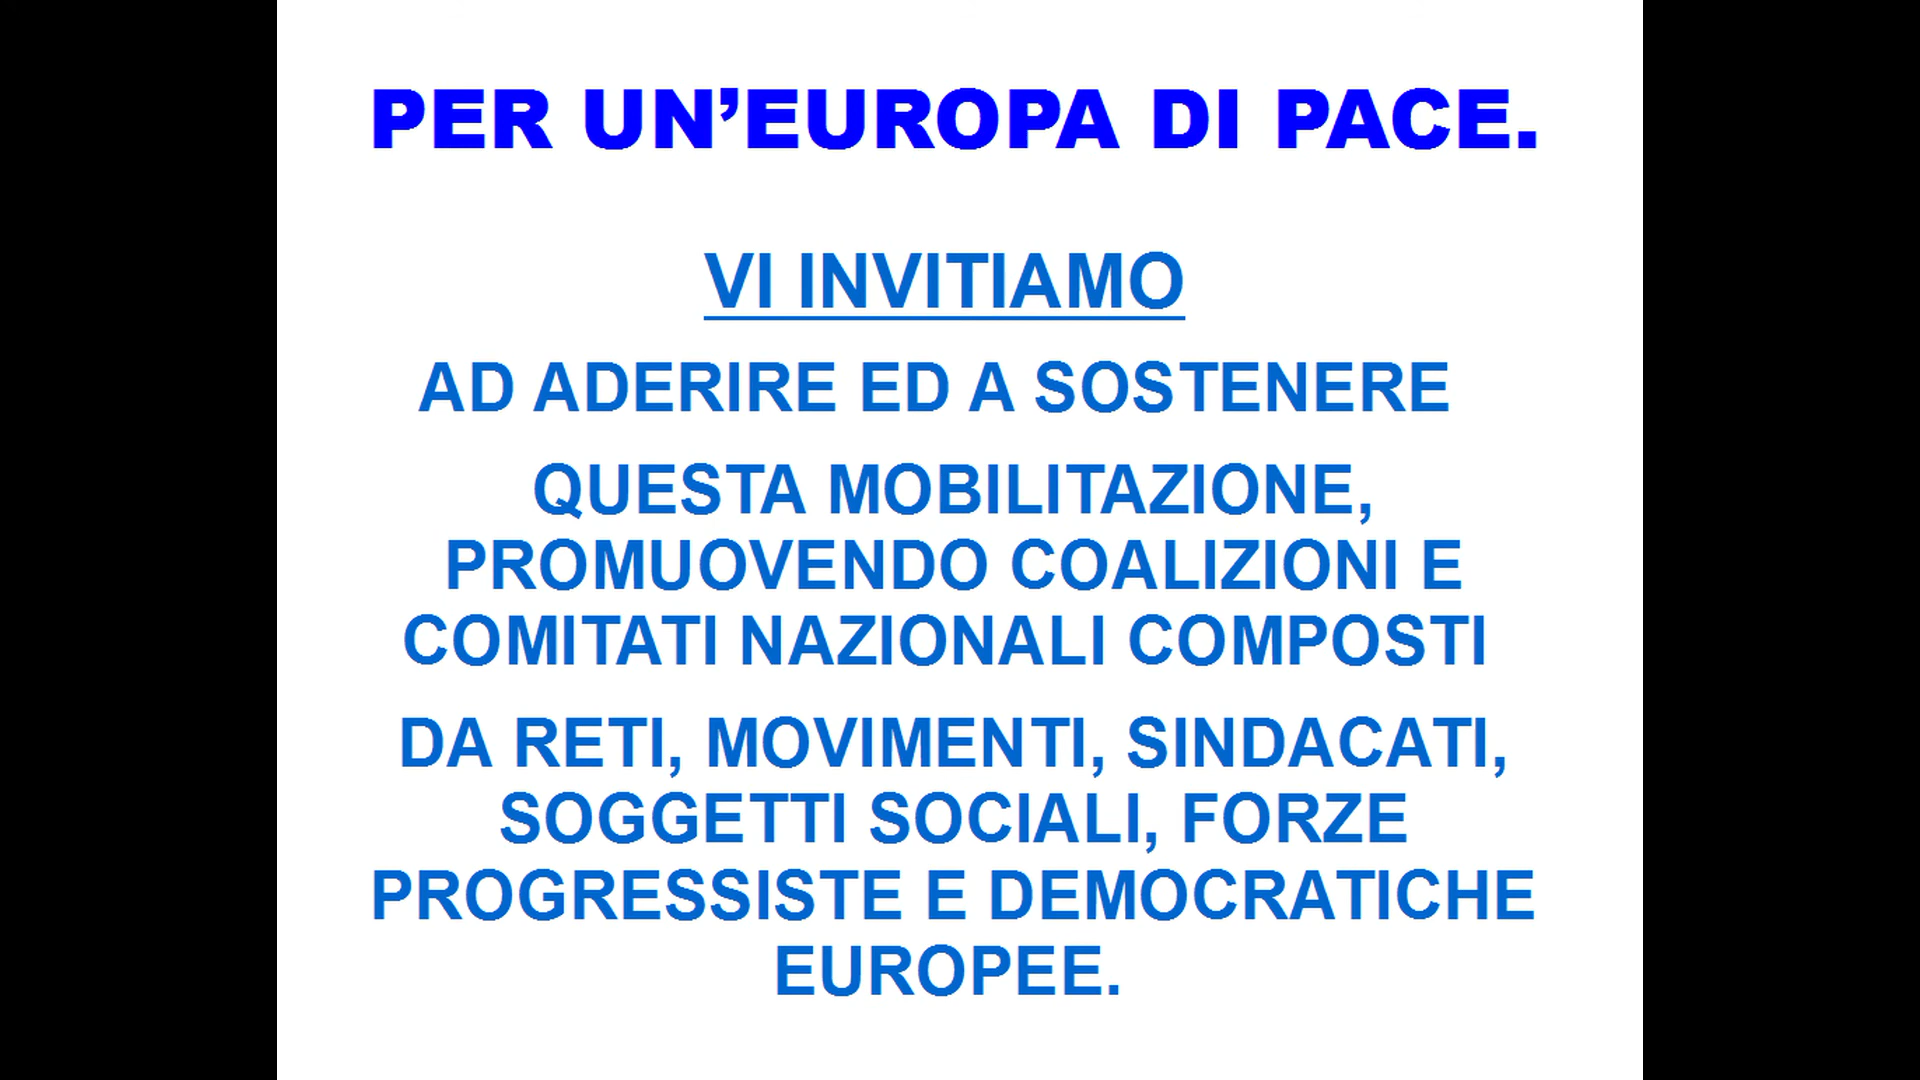 PER UN’EUROPA DI PACE.
VI INVITIAMO
AD ADERIRE ED A SOSTENERE
QUESTA MOBILITAZIONE,
PROMUOVENDO COALIZIONI E
COMITATI NAZIONALI COMPOSTI
DA RETI, MOVIMENTI, SINDACATI,
SOGGETTI SOCIALI, FORZE
PROGRESSISTE E DEMOCRATICHE
EUROPEE.